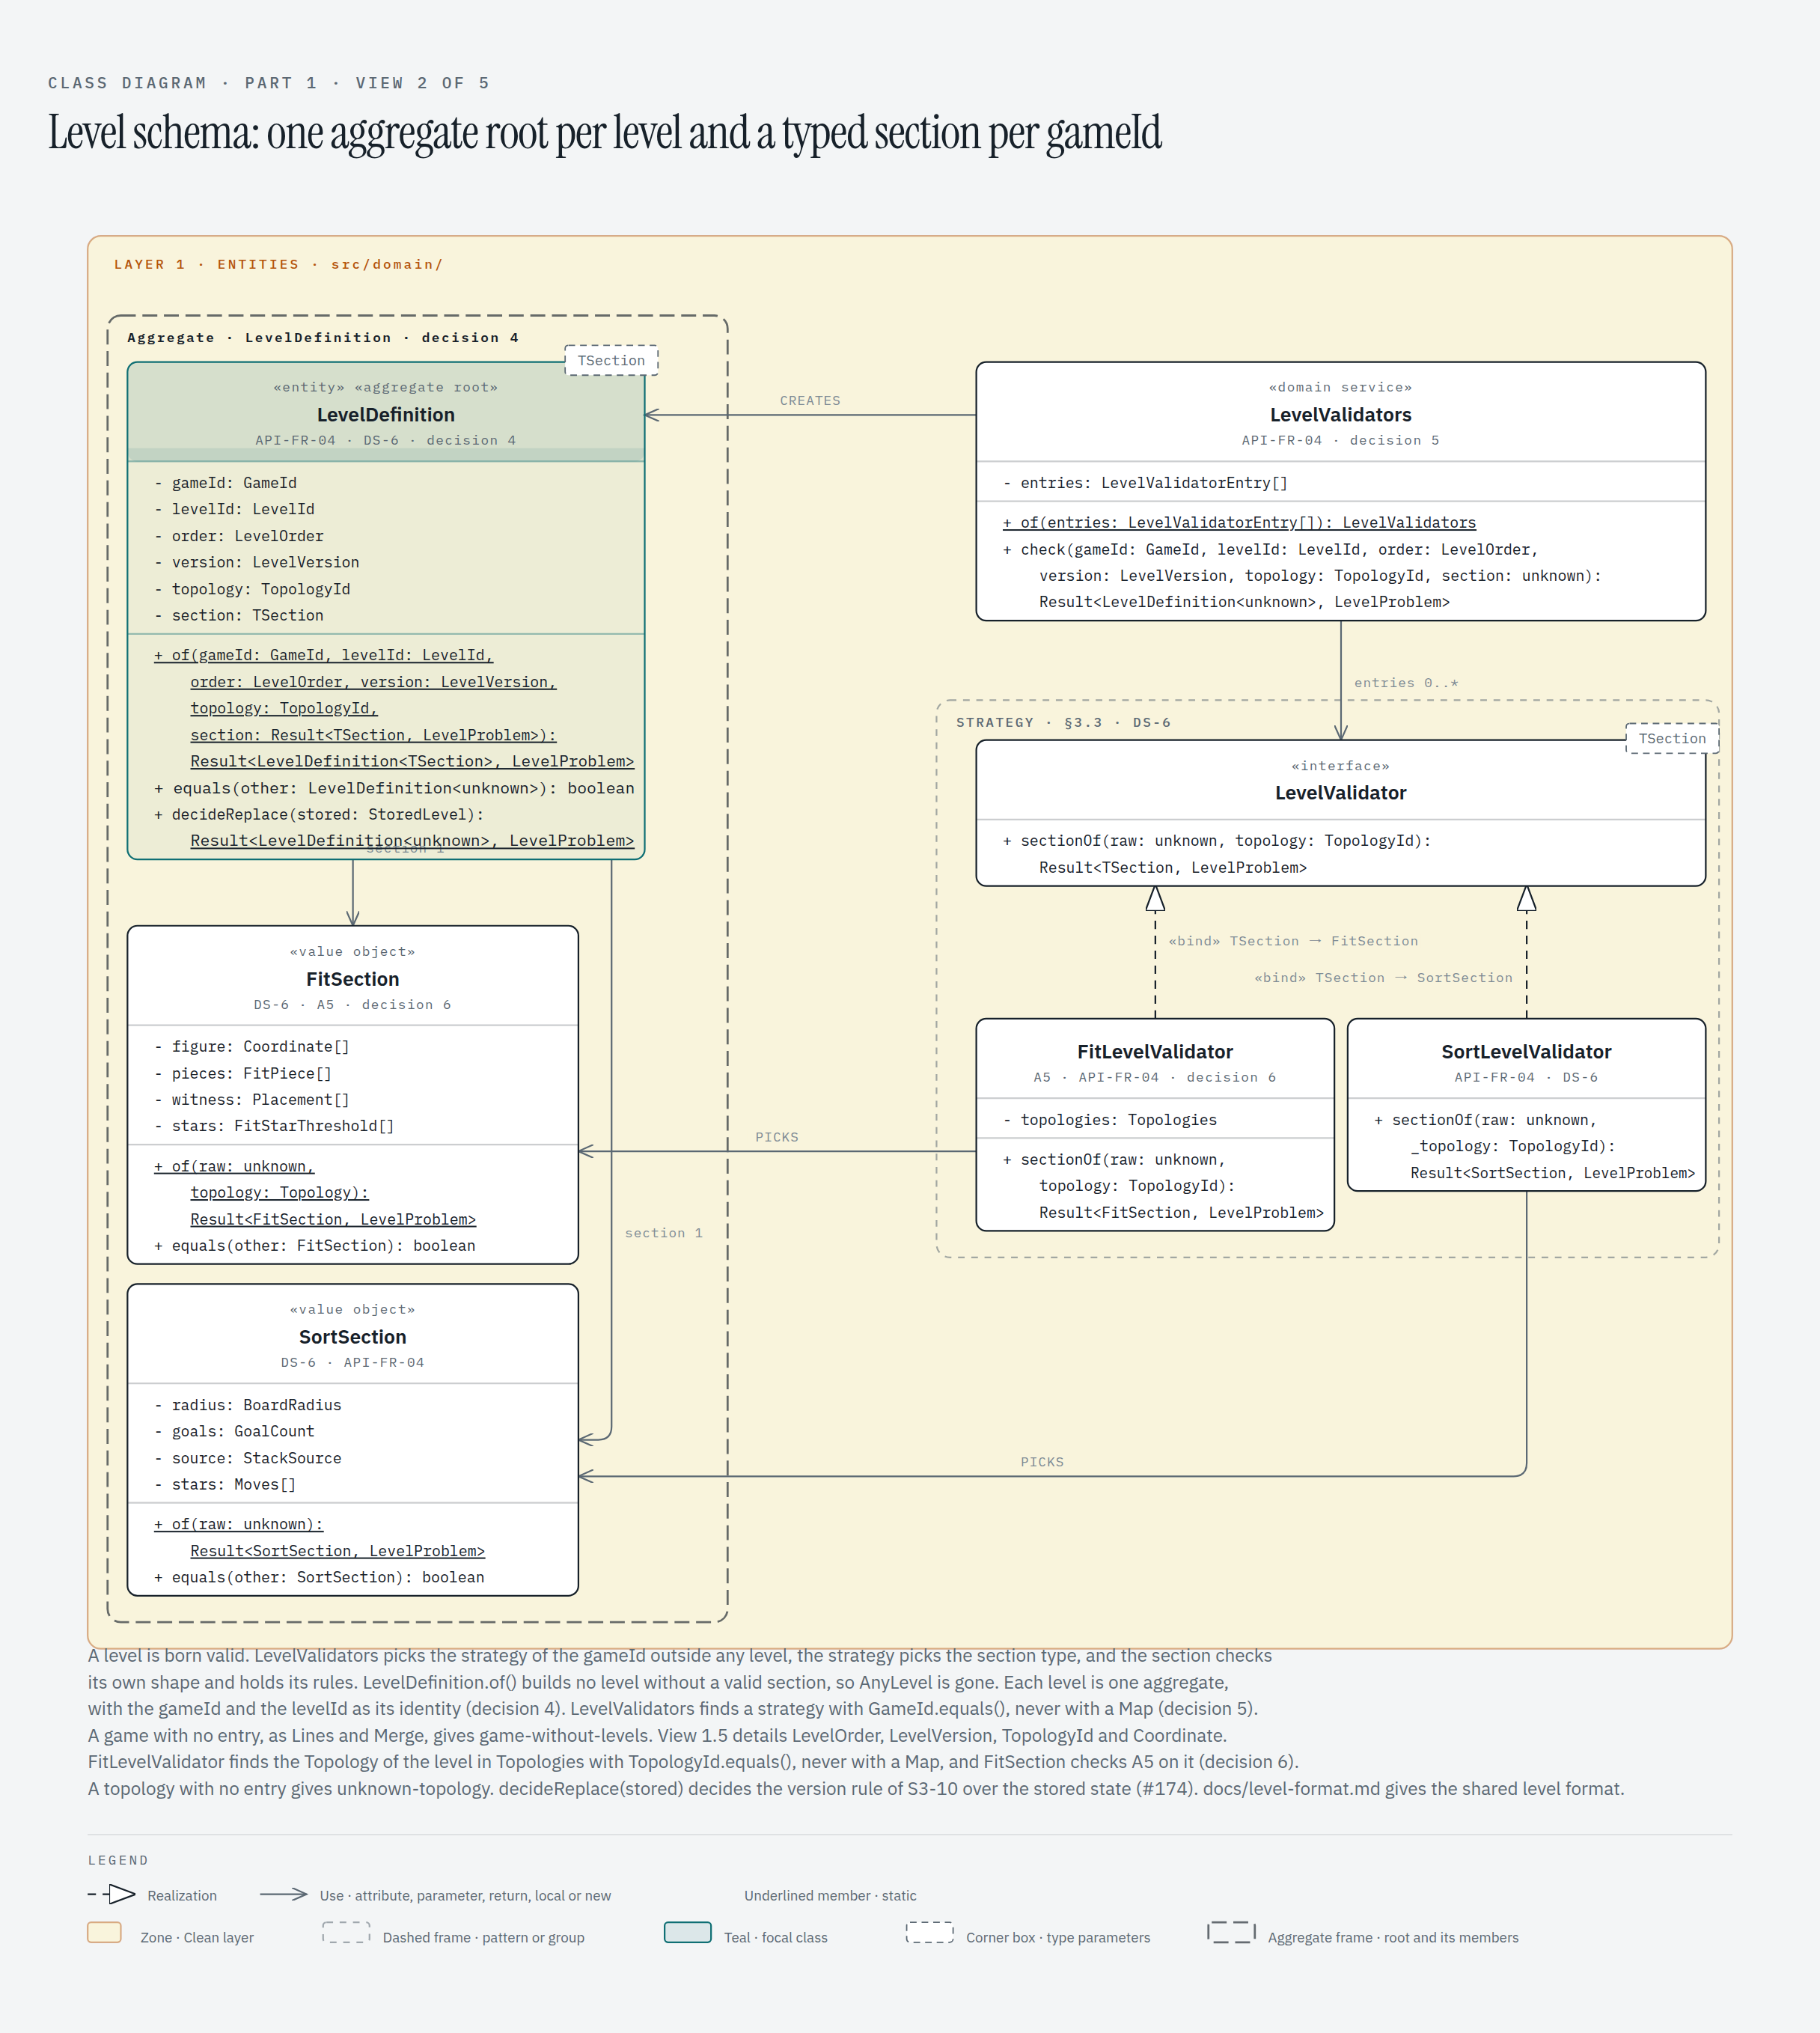 CLASS DIAGRAM · PART 1 · VIEW 2 OF 5
Level schema: one aggregate root per level and a typed section per gameId
LAYER 1 · ENTITIES · src/domain/
Aggregate · LevelDefinition · decision 4
TSection
«entity» «aggregate root»
LevelDefinition
API-FR-04 · DS-6 · decision 4
- gameId: GameId
- levelId: LevelId
- order: LevelOrder
- version: LevelVersion
- topology: TopologyId
- section: TSection
+ of(gameId: GameId, levelId: LevelId,
order: LevelOrder, version: LevelVersion,
topology: TopologyId,
section: Result<TSection, LevelProblem>):
Result<LevelDefinition<TSection>, LevelProblem>
+ equals(other: LevelDefinition<unknown>): boolean
+ decideReplace(stored: StoredLevel):
Result<LevelDefinition<unknown>, LevelProblem>
section 1
CREATES
«domain service»
LevelValidators
API-FR-04 · decision 5
- entries: LevelValidatorEntry[]
+ of(entries: LevelValidatorEntry[]): LevelValidators
+ check(gameId: GameId, levelId: LevelId, order: LevelOrder,
version: LevelVersion, topology: TopologyId, section: unknown):
Result<LevelDefinition<unknown>, LevelProblem>
entries 0..*
STRATEGY · §3.3 · DS-6
TSection
«interface»
LevelValidator
+ sectionOf(raw: unknown, topology: TopologyId):
Result<TSection, LevelProblem>
«bind» TSection → FitSection
«bind» TSection → SortSection
«value object»
FitSection
DS-6 · A5 · decision 6
- figure: Coordinate[]
- pieces: FitPiece[]
- witness: Placement[]
- stars: FitStarThreshold[]
+ of(raw: unknown,
topology: Topology):
Result<FitSection, LevelProblem>
+ equals(other: FitSection): boolean
PICKS
section 1
FitLevelValidator
A5 · API-FR-04 · decision 6
- topologies: Topologies
+ sectionOf(raw: unknown,
topology: TopologyId):
Result<FitSection, LevelProblem>
SortLevelValidator
API-FR-04 · DS-6
+ sectionOf(raw: unknown,
_topology: TopologyId):
Result<SortSection, LevelProblem>
«value object»
SortSection
DS-6 · API-FR-04
- radius: BoardRadius
- goals: GoalCount
- source: StackSource
- stars: Moves[]
+ of(raw: unknown):
Result<SortSection, LevelProblem>
+ equals(other: SortSection): boolean
PICKS
A level is born valid. LevelValidators picks the strategy of the gameId outside any level, the strategy picks the section type, and the section checks
its own shape and holds its rules. LevelDefinition.of() builds no level without a valid section, so AnyLevel is gone. Each level is one aggregate,
with the gameId and the levelId as its identity (decision 4). LevelValidators finds a strategy with GameId.equals(), never with a Map (decision 5).
A game with no entry, as Lines and Merge, gives game-without-levels. View 1.5 details LevelOrder, LevelVersion, TopologyId and Coordinate.
FitLevelValidator finds the Topology of the level in Topologies with TopologyId.equals(), never with a Map, and FitSection checks A5 on it (decision 6).
A topology with no entry gives unknown-topology. decideReplace(stored) decides the version rule of S3-10 over the stored state (#174). docs/level-format.md gives the shared level format.
LEGEND
Realization
Use · attribute, parameter, return, local or new
Underlined member · static
Zone · Clean layer
Dashed frame · pattern or group
Teal · focal class
Corner box · type parameters
Aggregate frame · root and its members